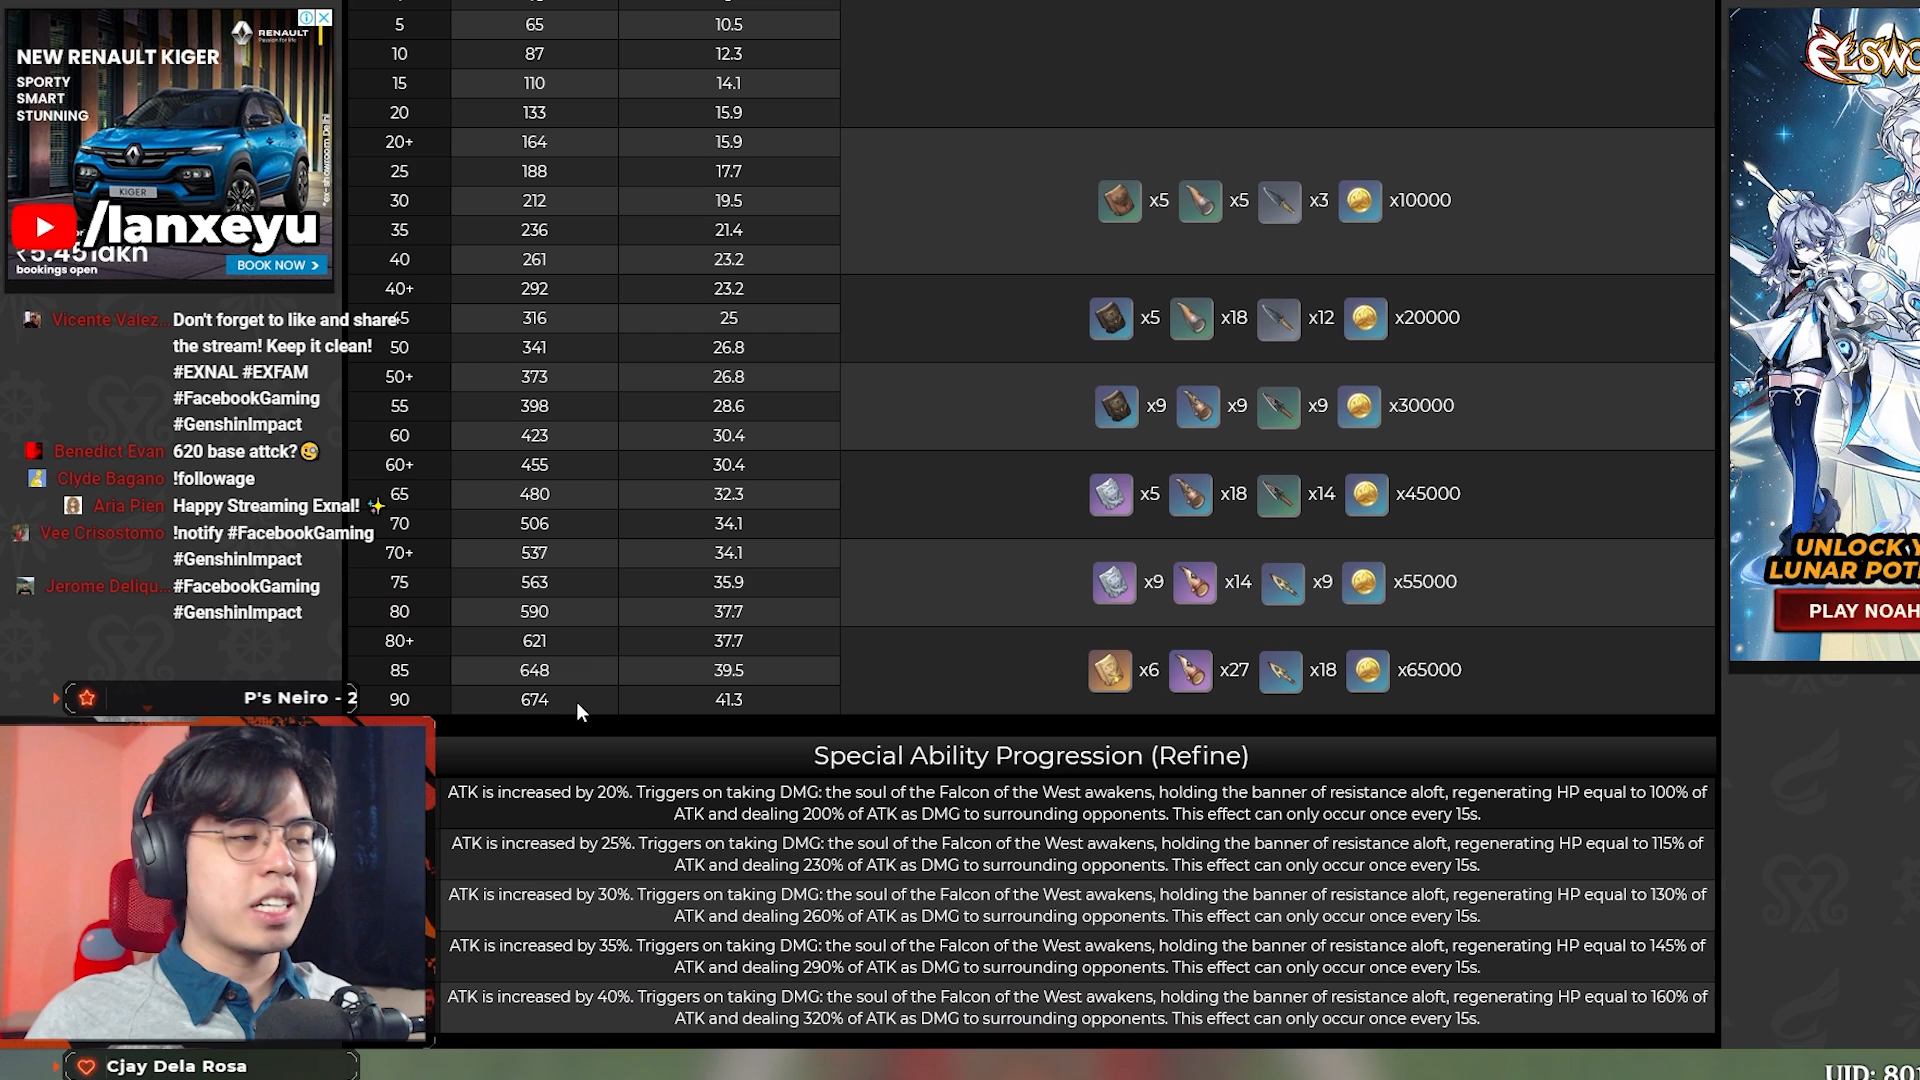 RENAULT
Passion for life
NEW RENAULT KIGER
SPORTY
SMART
STUNNING
KIGER
/lanxeyu
bookings open
BOOK NOW >
Vicente Valez... Don't forget to like and share
the stream! Keep it clean!
#EXNAL #EXFAM
#FacebookGaming
#GenshinImpact
Benedict Evan 620 base attck?
Clyde Bagano !followage
Aria Pien Happy Streaming Exnal!
Vee Crisostomo !notify #FacebookGaming
#GenshinImpact
Jerome Deliqu... #FacebookGaming
#GenshinImpact
P's Neiro - 2
5 65 10.5
10 87 12.3
15 110 14.1
20 133 15.9
20+ 164 15.9
25 188 17.7
30 212 19.5 x5 x5 x3 x10000
35 236 21.4
40 261 23.2
40+ 292 23.2
45 316 25 x5 x18 x12 x20000
50 341 26.8
50+ 373 26.8
55 398 28.6 x9 x9 x9 x30000
60 423 30.4
60+ 455 30.4
65 480 32.3 x5 x18 x14 x45000
70 506 34.1
70+ 537 34.1
75 563 35.9 x9 x14 x9 x55000
80 590 37.7
80+ 621 37.7
85 648 39.5 x6 x27 x18 x65000
90 674 41.3
Special Ability Progression (Refine)
ATK is increased by 20%. Triggers on taking DMG: the soul of the Falcon of the West awakens, holding the banner of resistance aloft, regenerating HP equal to 100% of
ATK and dealing 200% of ATK as DMG to surrounding opponents. This effect can only occur once every 15s.
ATK is increased by 25%. Triggers on taking DMG: the soul of the Falcon of the West awakens, holding the banner of resistance aloft, regenerating HP equal to 115% of
ATK and dealing 230% of ATK as DMG to surrounding opponents. This effect can only occur once every 15s.
ATK is increased by 30%. Triggers on taking DMG: the soul of the Falcon of the West awakens, holding the banner of resistance aloft, regenerating HP equal to 130% of
ATK and dealing 260% of ATK as DMG to surrounding opponents. This effect can only occur once every 15s.
ATK is increased by 35%. Triggers on taking DMG: the soul of the Falcon of the West awakens, holding the banner of resistance aloft, regenerating HP equal to 145% of
ATK and dealing 290% of ATK as DMG to surrounding opponents. This effect can only occur once every 15s.
ATK is increased by 40%. Triggers on taking DMG: the soul of the Falcon of the West awakens, holding the banner of resistance aloft, regenerating HP equal to 160% of
ATK and dealing 320% of ATK as DMG to surrounding opponents. This effect can only occur once every 15s.
Cjay Dela Rosa
ELSWO
UNLOCK Y
LUNAR POT
PLAY NOAH
UID: 801